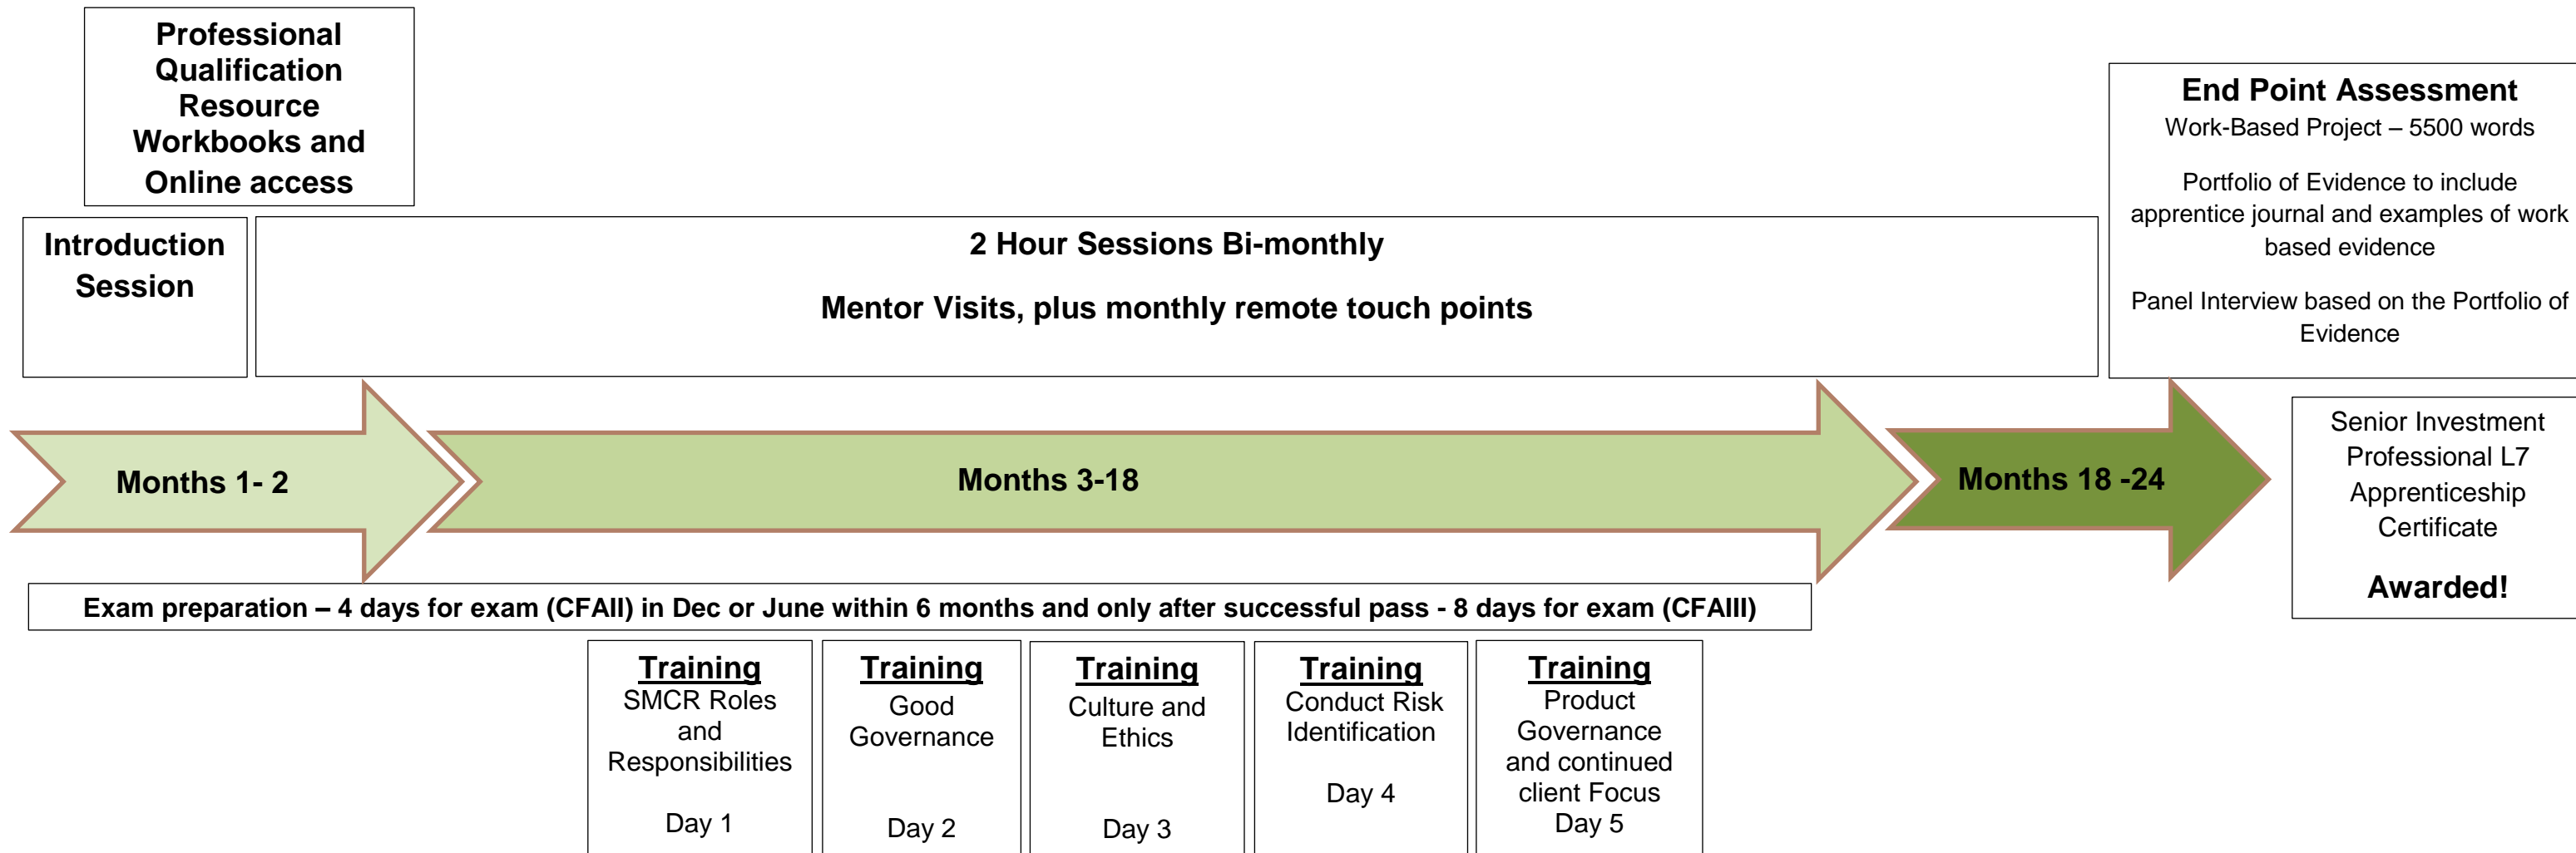 Professional
Qualification
Resource
Workbooks and
Online access
Introduction
Session
2 Hour Sessions Bi-monthly
Mentor Visits, plus monthly remote touch points
End Point Assessment
Work-Based Project – 5500 words
Portfolio of Evidence to include
apprentice journal and examples of work
based evidence
Panel Interview based on the Portfolio of
Evidence
Months 1- 2
Months 3-18
Months 18 -24
Senior Investment
Professional L7
Apprenticeship
Certificate
Awarded!
Exam preparation – 4 days for exam (CFAII) in Dec or June within 6 months and only after successful pass - 8 days for exam (CFAIII)
Training
SMCR Roles
and
Responsibilities
Day 1
Training
Good
Governance
Day 2
Training
Culture and
Ethics
Day 3
Training
Conduct Risk
Identification
Day 4
Training
Product
Governance
and continued
client Focus
Day 5